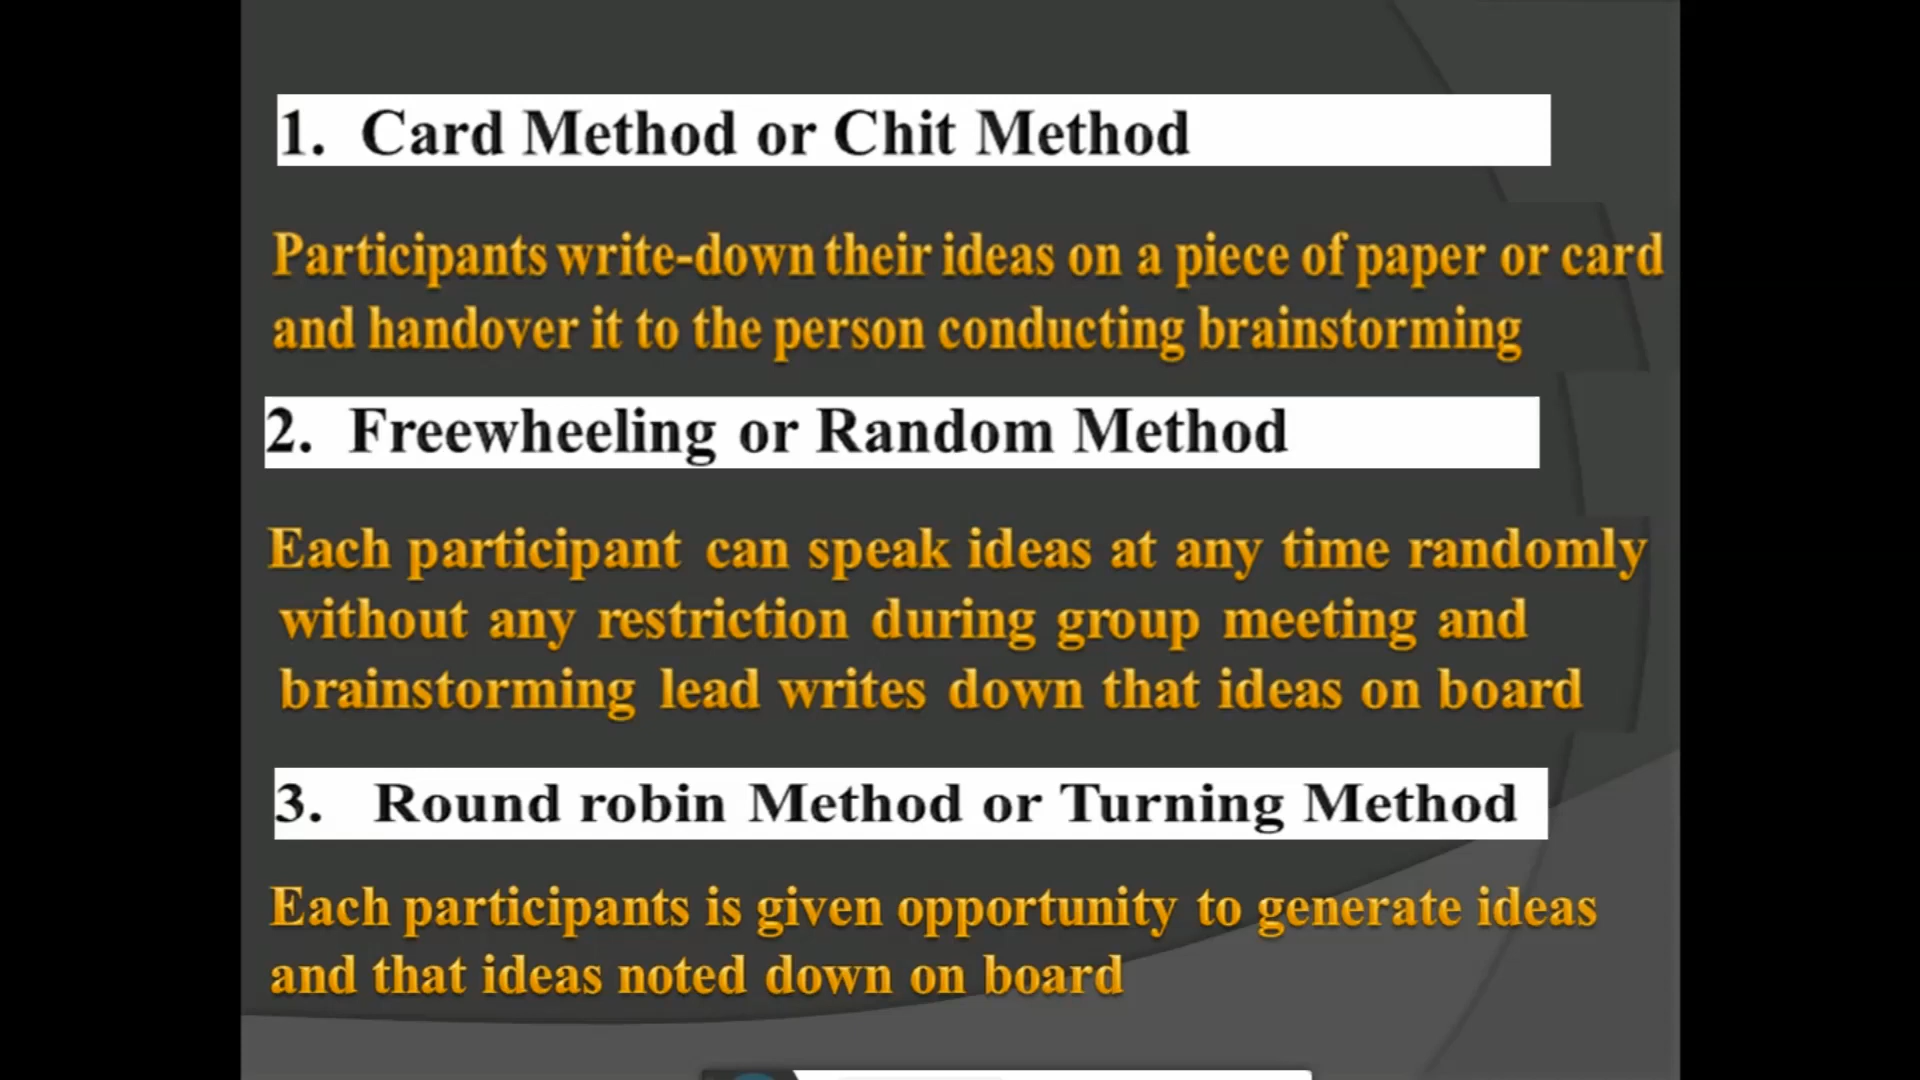 1. Card Method or Chit Method
Participants write-down their ideas on a piece of paper or card
and handover it to the person conducting brainstorming
2. Freewheeling or Random Method
Each participant can speak ideas at any time randomly
without any restriction during group meeting and
brainstorming lead writes down that ideas on board
3. Round robin Method or Turning Method
Each participants is given opportunity to generate ideas
and that ideas noted down on board